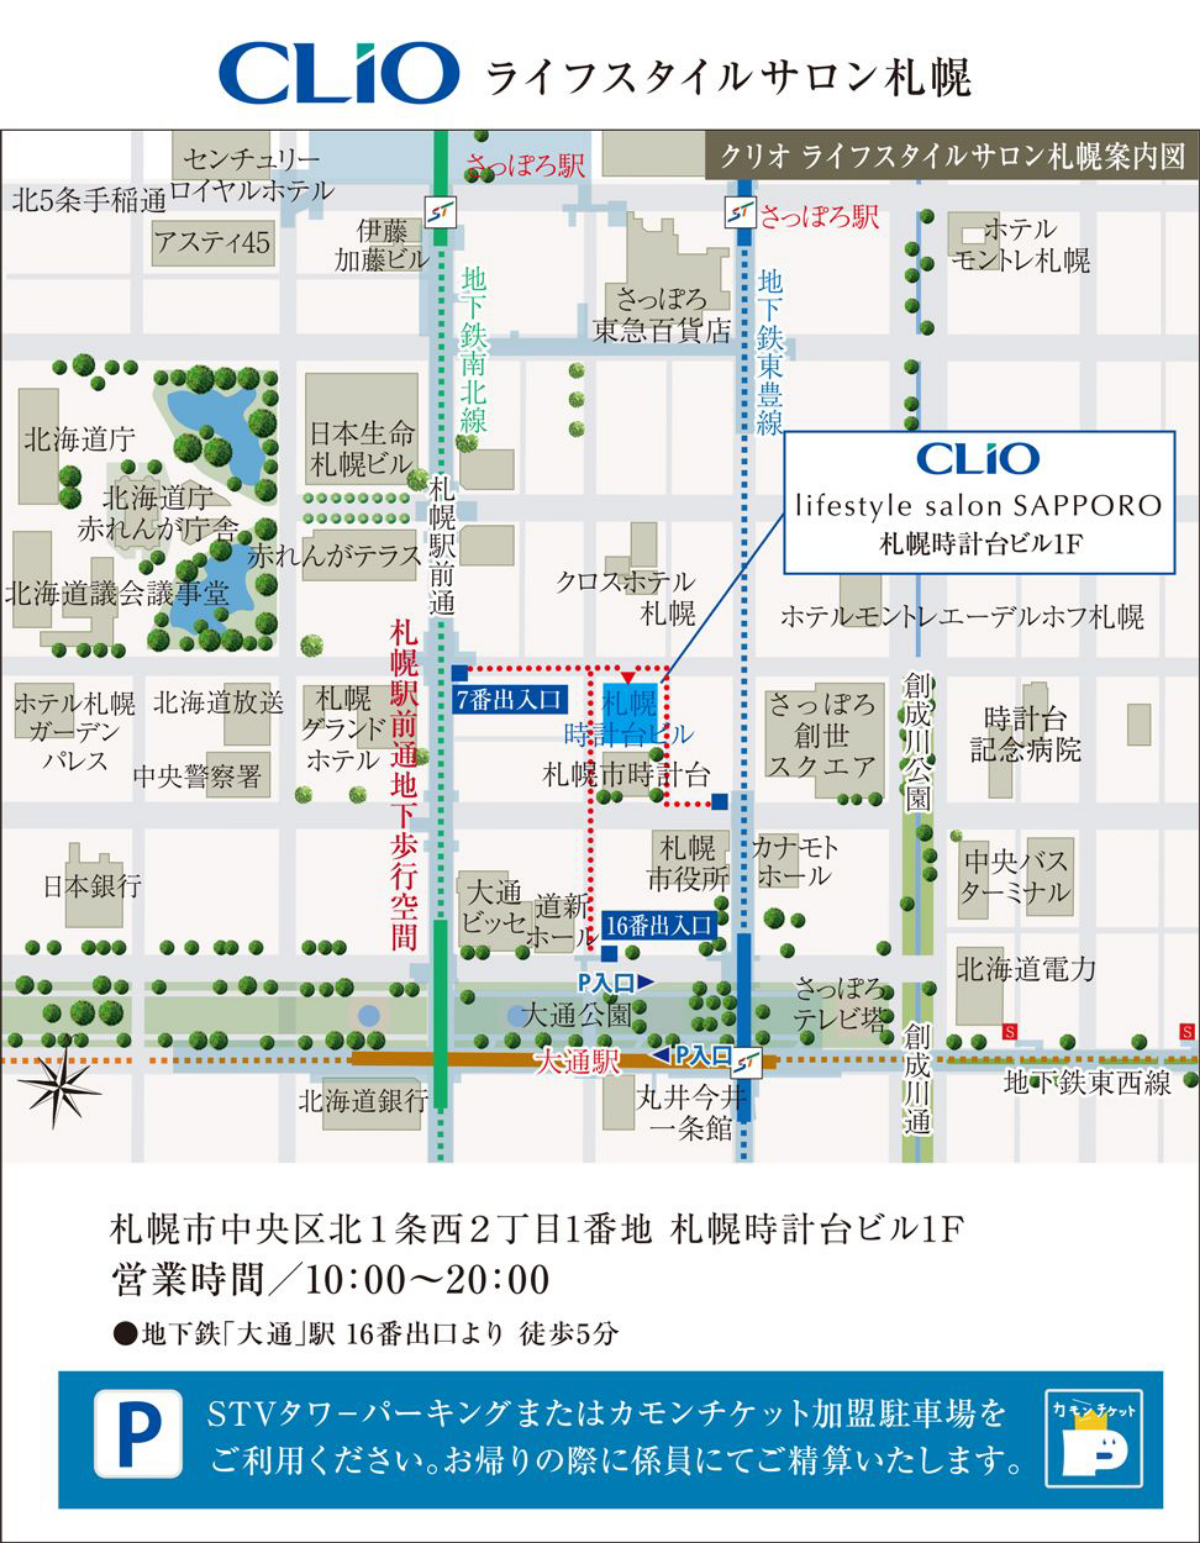 CLiO ライフスタイルサロン札幌
クリオ ライフスタイルサロン札幌案内図
センチュリー
ロイヤルホテル
さっぽろ駅
北5条手稲通
ST
ST
さっぽろ駅
アスティ45
伊藤
加藤ビル
ホテル
モントレ札幌
地下鉄南北線
さっぽろ
東急百貨店
地下鉄東豊線
北海道庁
日本生命
札幌ビル
CLiO
lifestyle salon SAPPORO
札幌時計台ビル1F
北海道庁
赤れんが庁舎
札幌駅前通
赤れんがテラス
北海道議会議事堂
クロスホテル
札幌
ホテルモントレエーデルホフ札幌
札幌駅前通地下歩行空間
7番出入口
ホテル札幌
ガーデン
パレス
北海道放送
札幌
グランド
ホテル
中央警察署
札幌
時計台ビル
札幌市時計台
さっぽろ
創世
スクエア
創成川公園
時計台
記念病院
日本銀行
大通
ビッセ
道新
ホール
札幌
市役所
カナモト
ホール
中央バス
ターミナル
16番出入口
P入口
大通公園
さっぽろ
テレビ塔
北海道電力
S
S
大通駅
P入口
ST
創成川通
地下鉄東西線
北海道銀行
丸井今井
一条館
札幌市中央区北1条西2丁目1番地 札幌時計台ビル1F
営業時間／10:00〜20:00
●地下鉄「大通」駅 16番出口より 徒歩5分
P
STVタワーパーキングまたはカモンチケット加盟駐車場を
ご利用ください。お帰りの際に係員にてご精算いたします。
カモンチケット